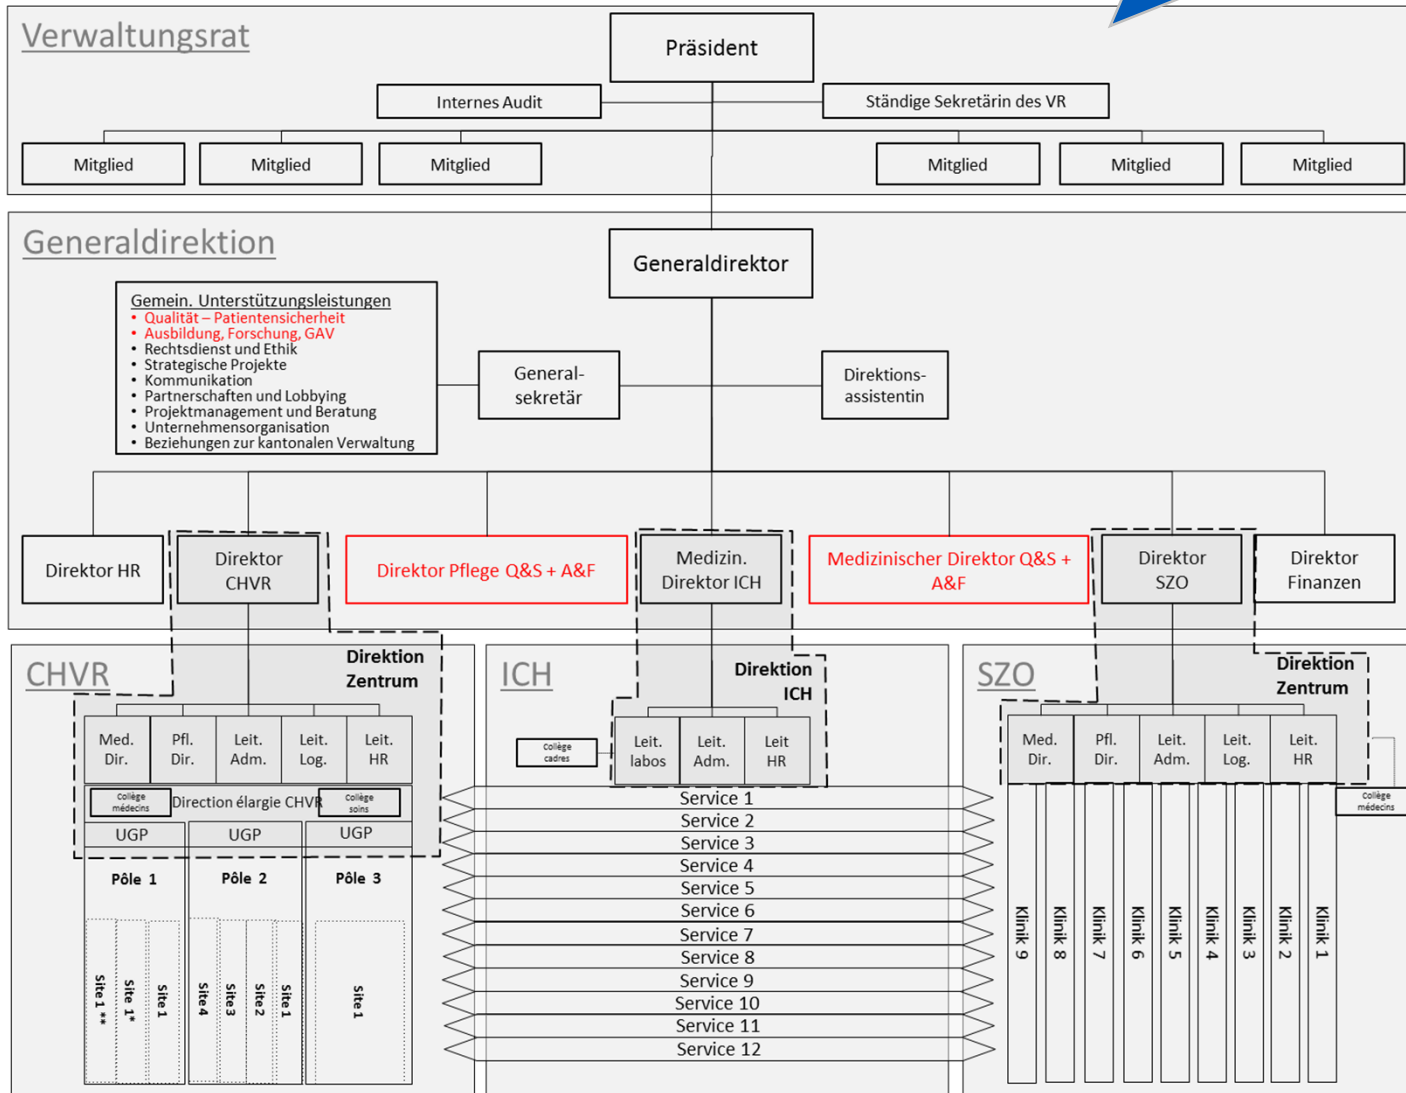 Verwaltungsrat
Präsident
Internes Audit
Ständige Sekretärin des VR
Mitglied
Mitglied
Mitglied
Mitglied
Mitglied
Mitglied
Generaldirektion
Generaldirektor
Gemein. Unterstützungsleistungen
• Qualität – Patientensicherheit
• Ausbildung, Forschung, GAV
• Rechtsdienst und Ethik
• Strategische Projekte
• Kommunikation
• Partnerschaften und Lobbying
• Projektmanagement und Beratung
• Unternehmensorganisation
• Beziehungen zur kantonalen Verwaltung
General-
sekretär
Direktions-
assistentin
Direktor HR
Direktor
CHVR
Direktor Pflege Q&S + A&F
Medizin.
Direktor ICH
Medizinischer Direktor Q&S +
A&F
Direktor
SZO
Direktor
Finanzen
CHVR
Direktion
Zentrum
Med.
Dir.
Pfl.
Dir.
Leit.
Adm.
Leit.
Log.
Leit.
HR
Collège
médecins
Direction élargie CHVR
Collège
soins
UGP
UGP
UGP
Pôle 1
Pôle 2
Pôle 3
Site 1 **
Site 1*
Site 1
Site 4
Site 3
Site 2
Site 1
Site 1
ICH
Direktion
ICH
Collège
cadres
Leit.
labos
Leit.
Adm.
Leit
HR
Service 1
Service 2
Service 3
Service 4
Service 5
Service 6
Service 7
Service 8
Service 9
Service 10
Service 11
Service 12
SZO
Direktion
Zentrum
Med.
Dir.
Pfl.
Dir.
Leit.
Adm.
Leit.
Log.
Leit.
HR
Collège
médecins
Klinik 9
Klinik 8
Klinik 7
Klinik 6
Klinik 5
Klinik 4
Klinik 3
Klinik 2
Klinik 1